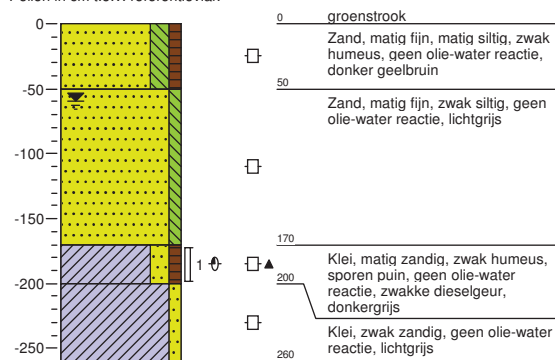 Peilen in cm t.o.v. referentievlak
0
-50
-100
-150
-200
-250
1
0 groenstrook
Zand, matig fijn, matig siltig, zwak
humeus, geen olie-water reactie,
donker geelbruin
50
Zand, matig fijn, zwak siltig, geen
olie-water reactie, lichtgrijs
170
Klei, matig zandig, zwak humeus,
sporen puin, geen olie-water
reactie, zwakke dieselgeur,
donkergrijs
200
Klei, zwak zandig, geen olie-water
reactie, lichtgrijs
260